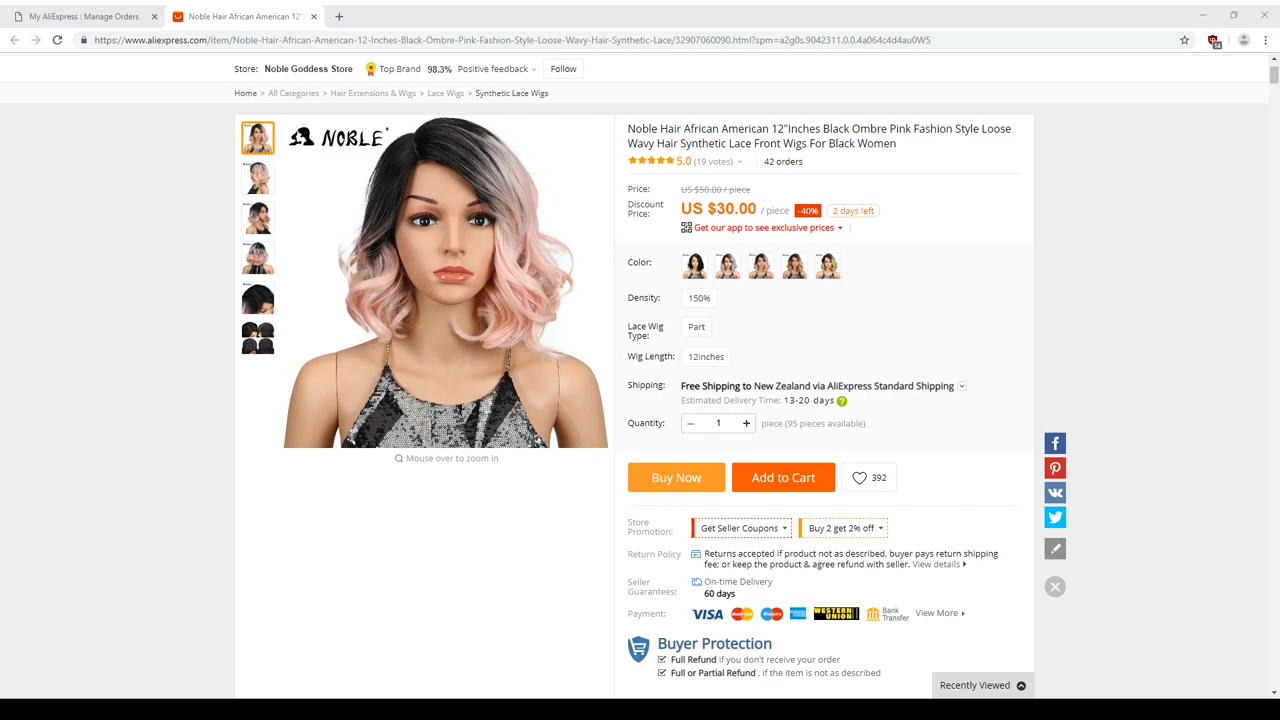 My AliExpress : Manage Orders
Noble Hair African American 12"
https://www.aliexpress.com/item/Noble-Hair-African-American-12-Inches-Black-Ombre-Pink-Fashion-Style-Loose-Wavy-Hair-Synthetic-Lace/32907060090.html?spm=a2g0s.9042311.0.0.4a064c4d4au0W5
Store: Noble Goddess Store Top Brand 98.3% Positive feedback Follow
Home > All Categories > Hair Extensions & Wigs > Lace Wigs > Synthetic Lace Wigs
NOBLE
Mouse over to zoom in
Noble Hair African American 12"Inches Black Ombre Pink Fashion Style Loose
Wavy Hair Synthetic Lace Front Wigs For Black Women
5.0 (19 votes) 42 orders
Price: US $50.00 / piece
Discount
Price: US $30.00 / piece -40% 2 days left
Get our app to see exclusive prices
Color:
Density: 150%
Lace Wig
Type: Part
Wig Length: 12inches
Shipping: Free Shipping to New Zealand via AliExpress Standard Shipping
Estimated Delivery Time: 13-20 days ?
Quantity: – 1 + piece (95 pieces available)
Buy Now Add to Cart 392
Store
Promotion: Get Seller Coupons Buy 2 get 2% off
Return Policy Returns accepted if product not as described, buyer pays return shipping
fee; or keep the product & agree refund with seller. View details
Seller
Guarantees: On-time Delivery
60 days
Payment: VISA WESTERN UNION Bank Transfer View More
Buyer Protection
Full Refund if you don't receive your order
Full or Partial Refund , if the item is not as described
Recently Viewed